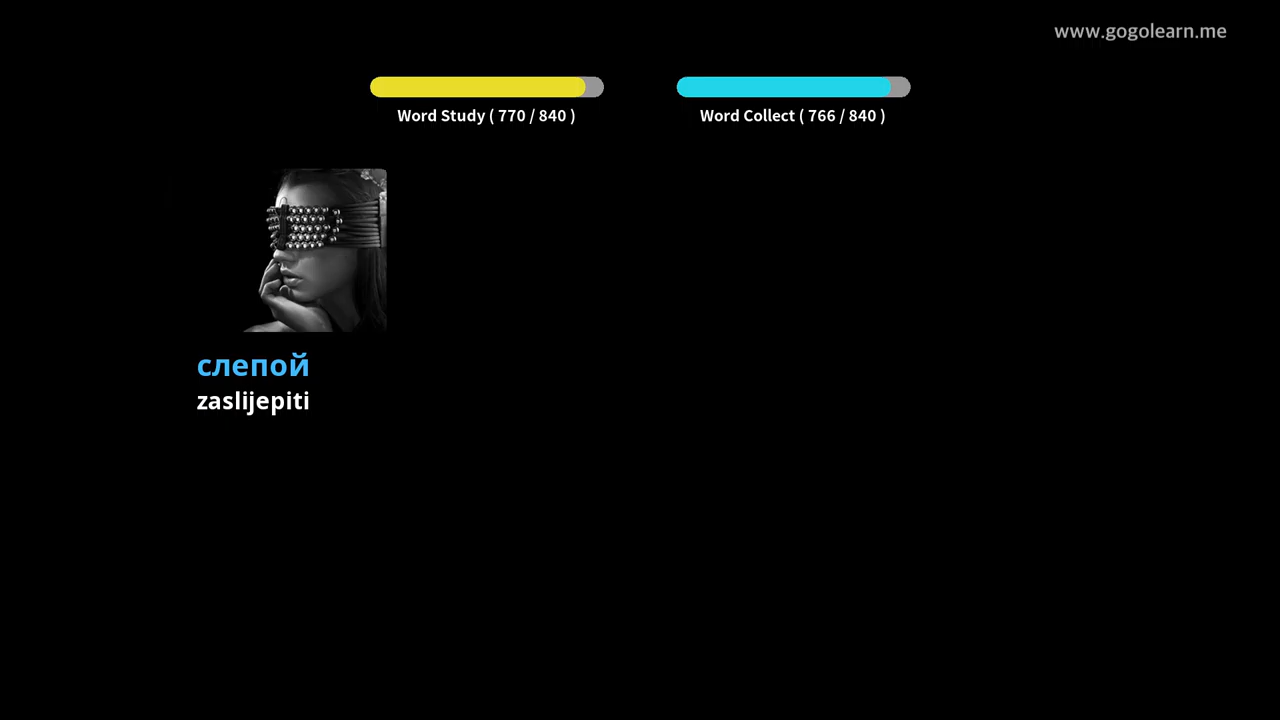 www.gogolearn.me
Word Study ( 770 / 840 )
Word Collect ( 766 / 840 )
слепой
zaslijepiti